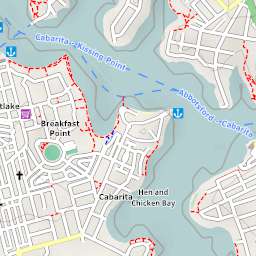 Cabarita - Kissing Point
Abbotsford - Cabarita
tlake
Breakfast
Point
Cabarita
Hen and
Chicken Bay